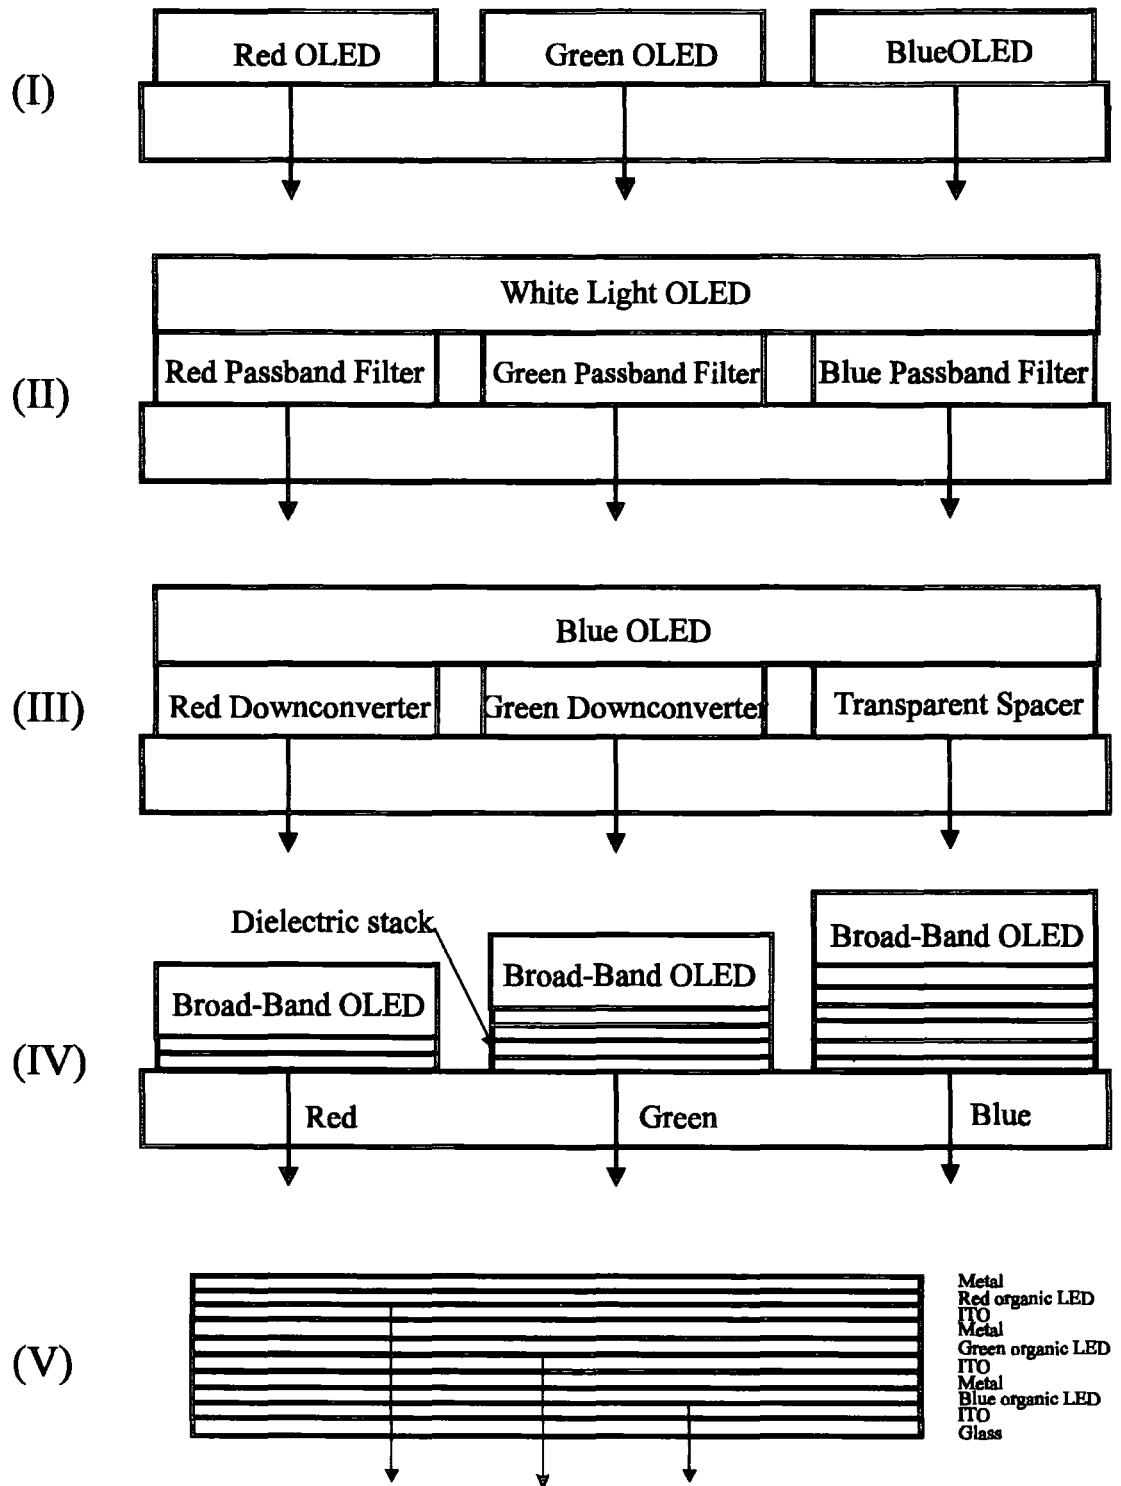 (I)
Red OLED
Green OLED
BlueOLED
(II)
White Light OLED
Red Passband Filter
Green Passband Filter
Blue Passband Filter
(III)
Blue OLED
Red Downconverter
Green Downconverter
Transparent Spacer
(IV)
Dielectric stack
Broad-Band OLED
Broad-Band OLED
Broad-Band OLED
Red
Green
Blue
(V)
Metal
Red organic LED
ITO
Metal
Green organic LED
ITO
Metal
Blue organic LED
ITO
Glass